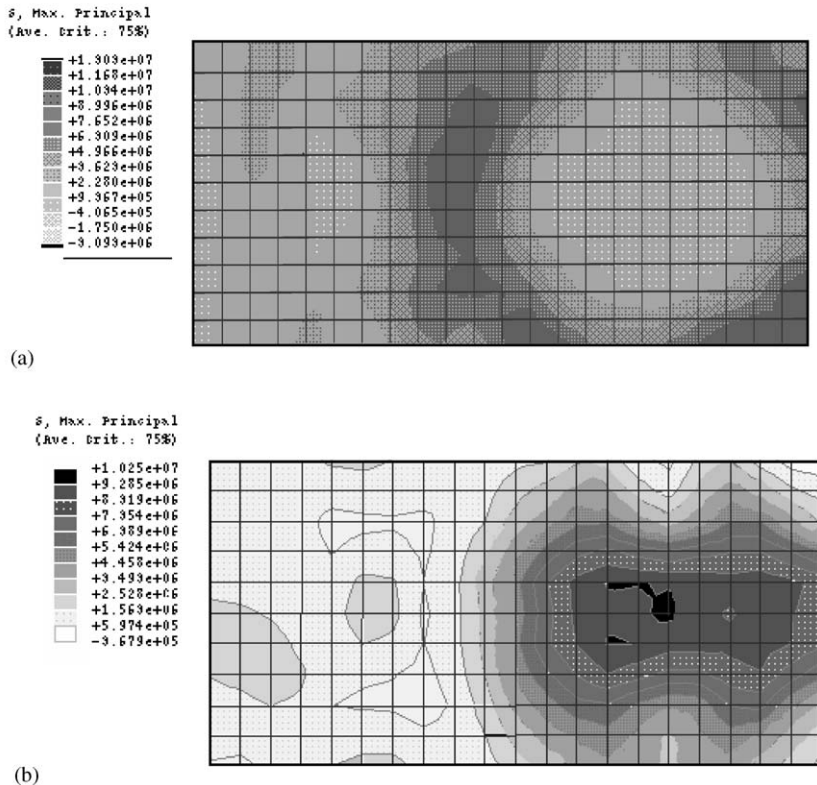 S, Max. Principal
(Ave. Crit.: 75%)
+1.303e+07
+1.168e+07
+1.034e+07
+8.996e+06
+7.652e+06
+6.309e+06
+4.966e+06
+3.623e+06
+2.280e+06
+9.367e+05
-4.065e+05
-1.750e+06
-3.093e+06
(a)
S, Max. Principal
(Ave. Crit.: 75%)
+1.025e+07
+9.285e+06
+8.319e+06
+7.354e+06
+6.389e+06
+5.424e+06
+4.458e+06
+3.493e+06
+2.528e+06
+1.563e+06
+5.974e+05
-3.679e+05
(b)